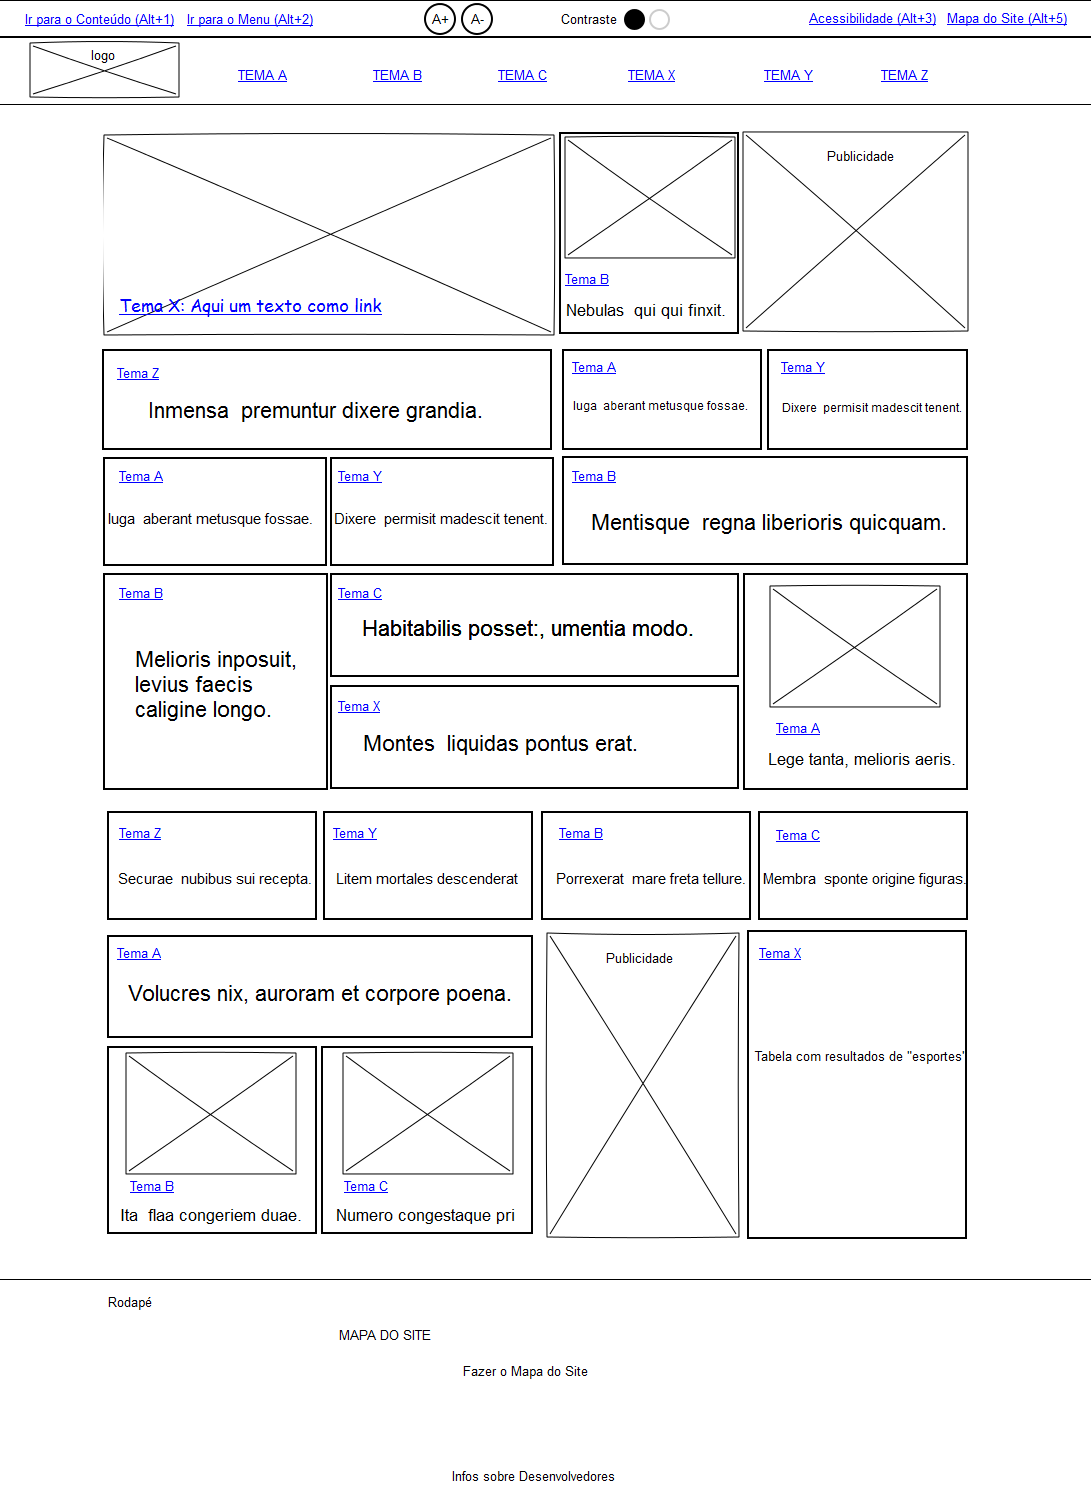 Ir para o Conteúdo (Alt+1) Ir para o Menu (Alt+2) A+ A- Contraste Acessibilidade (Alt+3) Mapa do Site (Alt+5)
logo
TEMA A TEMA B TEMA C TEMA X TEMA Y TEMA Z
Tema X: Aqui um texto como link
Tema B
Nebulas qui qui finxit.
Publicidade
Tema Z
Inmensa premuntur dixere grandia.
Tema A
Iuga aberant metusque fossae.
Tema Y
Dixere permisit madescit tenent.
Tema A
Iuga aberant metusque fossae.
Tema Y
Dixere permisit madescit tenent.
Tema B
Mentisque regna liberioris quicquam.
Tema B
Melioris inposuit,
levius faecis
caligine longo.
Tema C
Habitabilis posset:, umentia modo.
Tema X
Montes liquidas pontus erat.
Tema A
Lege tanta, melioris aeris.
Tema Z
Securae nubibus sui recepta.
Tema Y
Litem mortales descenderat
Tema B
Porrexerat mare freta tellure.
Tema C
Membra sponte origine figuras.
Tema A
Volucres nix, auroram et corpore poena.
Tema B
Ita flaa congeriem duae.
Tema C
Numero congestaque pri
Publicidade
Tema X
Tabela com resultados de "esportes"
Rodapé
MAPA DO SITE
Fazer o Mapa do Site
Infos sobre Desenvolvedores